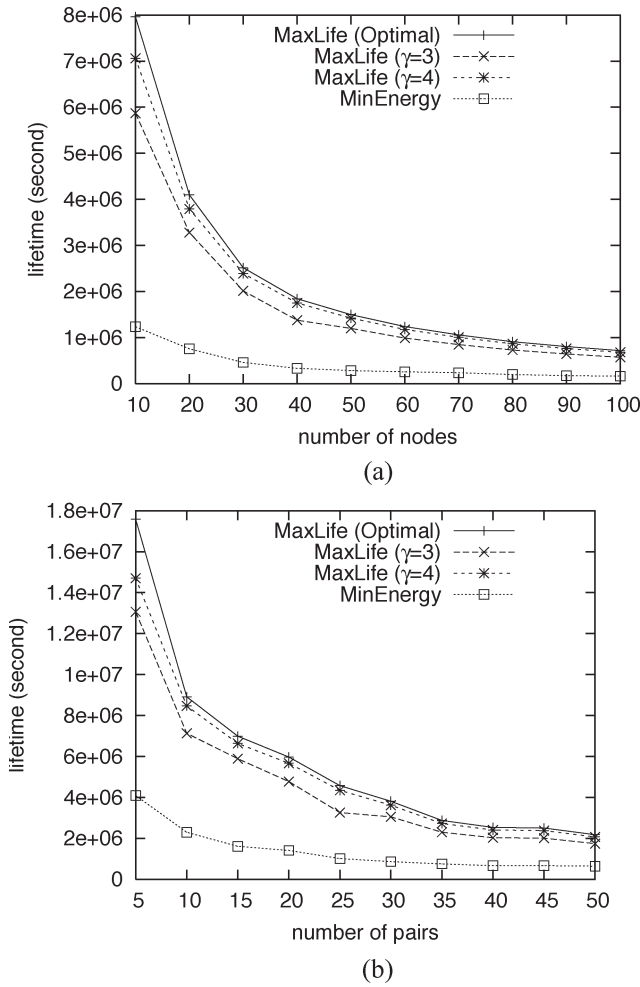 8e+06
7e+06
6e+06
5e+06
4e+06
3e+06
2e+06
1e+06
0
lifetime (second)
MaxLife (Optimal)
MaxLife (γ=3)
MaxLife (γ=4)
MinEnergy
10 20 30 40 50 60 70 80 90 100
number of nodes
(a)
1.8e+07
1.6e+07
1.4e+07
1.2e+07
1e+07
8e+06
6e+06
4e+06
2e+06
0
lifetime (second)
MaxLife (Optimal)
MaxLife (γ=3)
MaxLife (γ=4)
MinEnergy
5 10 15 20 25 30 35 40 45 50
number of pairs
(b)